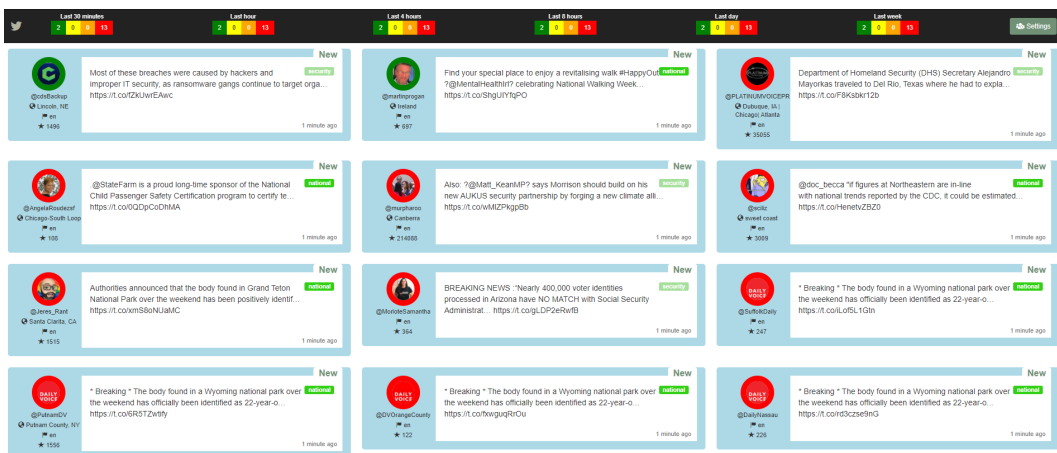 Last 30 minutes
2 0 0 13
Last hour
2 0 0 13
Last 4 hours
2 0 0 13
Last 8 hours
2 0 0 13
Last day
2 0 0 13
Last week
2 0 0 13
Settings
New
Most of these breaches were caused by hackers and
improper IT security, as ransomware gangs continue to target orga...
https://t.co/fZkUwrEAwc
security
@cdsBackup
Lincoln, NE
en
1496
1 minute ago
New
Find your special place to enjoy a revitalising walk #HappyOut
?@MentalHealthIrl? celebrating National Walking Week...
https://t.co/ShgUIYfqPO
national
@martinprogan
Ireland
en
697
1 minute ago
New
Department of Homeland Security (DHS) Secretary Alejandro
Mayorkas traveled to Del Rio, Texas where he had to expla...
https://t.co/F8Ksbkr12b
security
@PLATINUMVOICEPR
Dubuque, IA |
Chicago| Atlanta
en
35055
1 minute ago
New
.@StateFarm is a proud long-time sponsor of the National
Child Passenger Safety Certification program to certify te...
https://t.co/0QDpCoDhMA
national
@AngelaRoudezsf
Chicago-South Loop
en
108
1 minute ago
New
Also: ?@Matt_KeanMP? says Morrison should build on his
new AUKUS security partnership by forging a new climate alli...
https://t.co/wMIZPkgpBb
security
@murpharoo
Canberra
en
214088
1 minute ago
New
@doc_becca "if figures at Northeastern are in-line
with national trends reported by the CDC, it could be estimated...
https://t.co/HenetvZBZ0
national
@sciliz
sweet coast
en
3009
1 minute ago
New
Authorities announced that the body found in Grand Teton
National Park over the weekend has been positively identif...
https://t.co/xmS8oNUaMC
national
@Jeres_Rant
Santa Clarita, CA
en
1515
1 minute ago
New
BREAKING NEWS :"Nearly 400,000 voter identities
processed in Arizona have NO MATCH with Social Security
Administrat... https://t.co/gLDP2eRwfB
security
@MorloteSamantha
en
364
1 minute ago
New
* Breaking * The body found in a Wyoming national park over
the weekend has officially been identified as 22-year-o...
https://t.co/iLof5L1Gtn
national
DAILY
VOICE
@SuffolkDaily
en
247
1 minute ago
New
* Breaking * The body found in a Wyoming national park over
the weekend has officially been identified as 22-year-o...
https://t.co/6R5TZwtify
national
DAILY
VOICE
@PutnamDV
Putnam County, NY
en
1556
1 minute ago
New
* Breaking * The body found in a Wyoming national park over
the weekend has officially been identified as 22-year-o...
https://t.co/fxwguqRrOu
national
DAILY
VOICE
@DVOrangeCounty
en
122
1 minute ago
New
* Breaking * The body found in a Wyoming national park over
the weekend has officially been identified as 22-year-o...
https://t.co/rd3czse9nG
national
DAILY
VOICE
@DailyNassau
en
226
1 minute ago